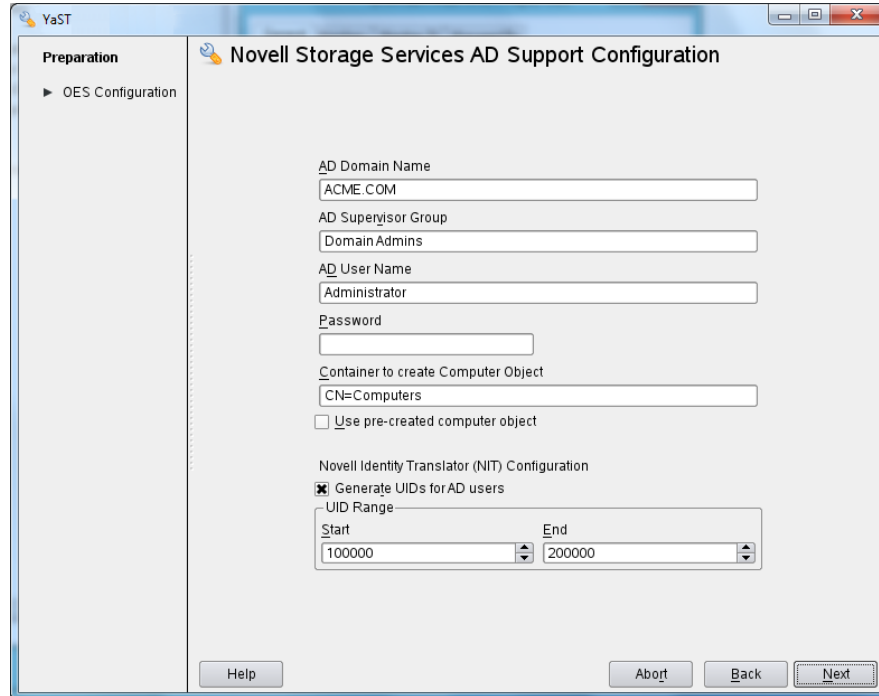 YaST
Preparation
► OES Configuration
Novell Storage Services AD Support Configuration
AD Domain Name
ACME.COM
AD Supervisor Group
Domain Admins
AD User Name
Administrator
Password
Container to create Computer Object
CN=Computers
Use pre-created computer object
Novell Identity Translator (NIT) Configuration
Generate UIDs for AD users
UID Range
Start End
100000 200000
Help Abort Back Next